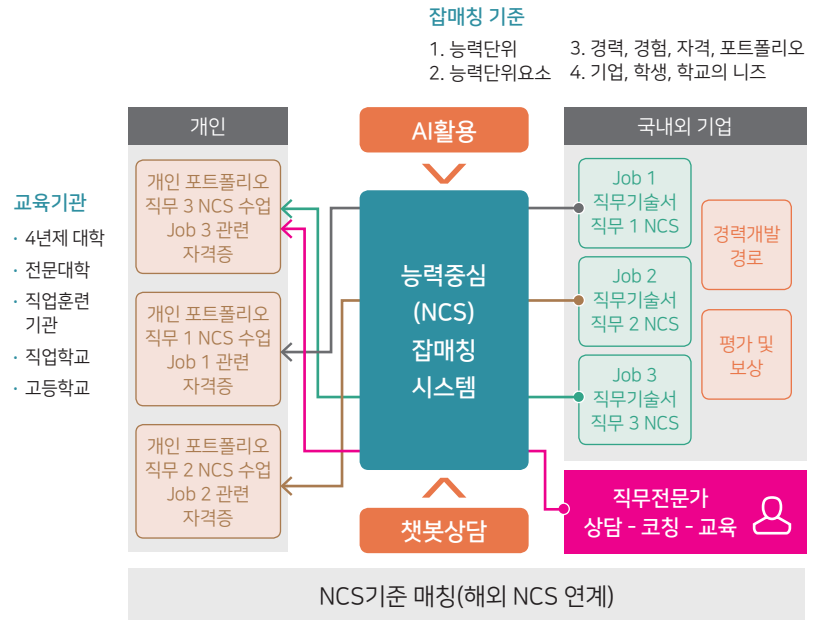 잡매칭 기준
1. 능력단위
2. 능력단위요소
3. 경력, 경험, 자격, 포트폴리오
4. 기업, 학생, 학교의 니즈
교육기관
· 4년제 대학
· 전문대학
· 직업훈련
기관
· 직업학교
· 고등학교
개인
개인 포트폴리오
직무 3 NCS 수업
Job 3 관련
자격증
개인 포트폴리오
직무 1 NCS 수업
Job 1 관련
자격증
개인 포트폴리오
직무 2 NCS 수업
Job 2 관련
자격증
AI활용
능력중심
(NCS)
잡매칭
시스템
챗봇상담
국내외 기업
Job 1
직무기술서
직무 1 NCS
Job 2
직무기술서
직무 2 NCS
Job 3
직무기술서
직무 3 NCS
경력개발
경로
평가 및
보상
직무전문가
상담 - 코칭 - 교육
NCS기준 매칭(해외 NCS 연계)